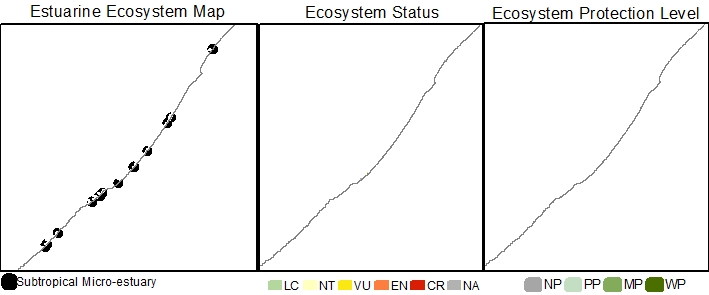 Estuarine Ecosystem Map
Ecosystem Status
Ecosystem Protection Level
Subtropical Micro-estuary
LC NT VU EN CR NA
NP PP MP WP